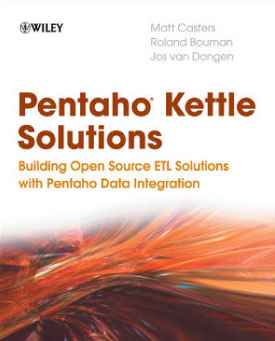 WILEY
Matt Casters
Roland Bouman
Jos van Dongen
Pentaho® Kettle
Solutions
Building Open Source ETL Solutions
with Pentaho Data Integration